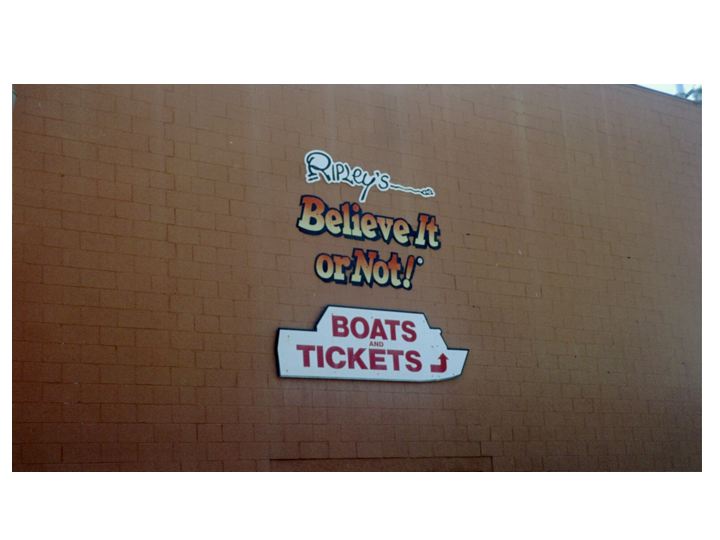 RIPLEy's
Believe It
or Not!®
BOATS
AND
TICKETS